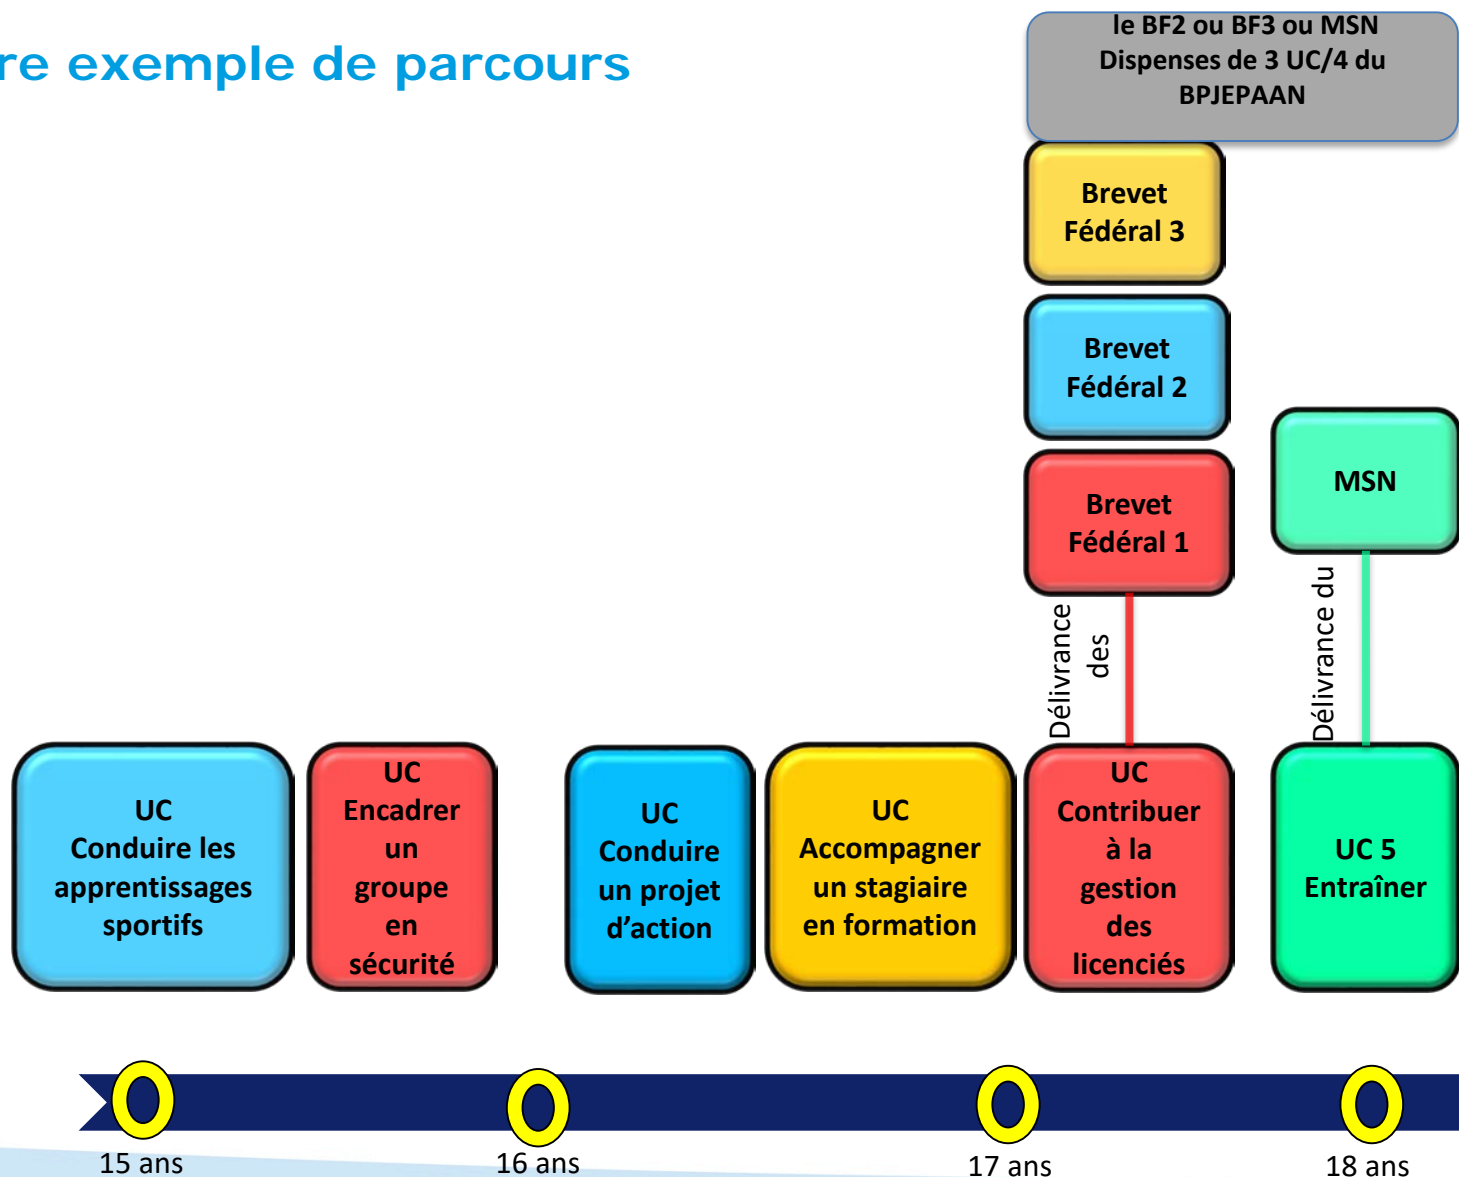 re exemple de parcours
le BF2 ou BF3 ou MSN
Dispenses de 3 UC/4 du
BPJEPAAN
Brevet
Fédéral 3
Brevet
Fédéral 2
Brevet
Fédéral 1
MSN
Délivrance
des
Délivrance du
UC
Conduire les
apprentissages
sportifs
UC
Encadrer
un
groupe
en
sécurité
UC
Conduire
un projet
d'action
UC
Accompagner
un stagiaire
en formation
UC
Contribuer
à la
gestion
des
licenciés
UC 5
Entraîner
15 ans
16 ans
17 ans
18 ans